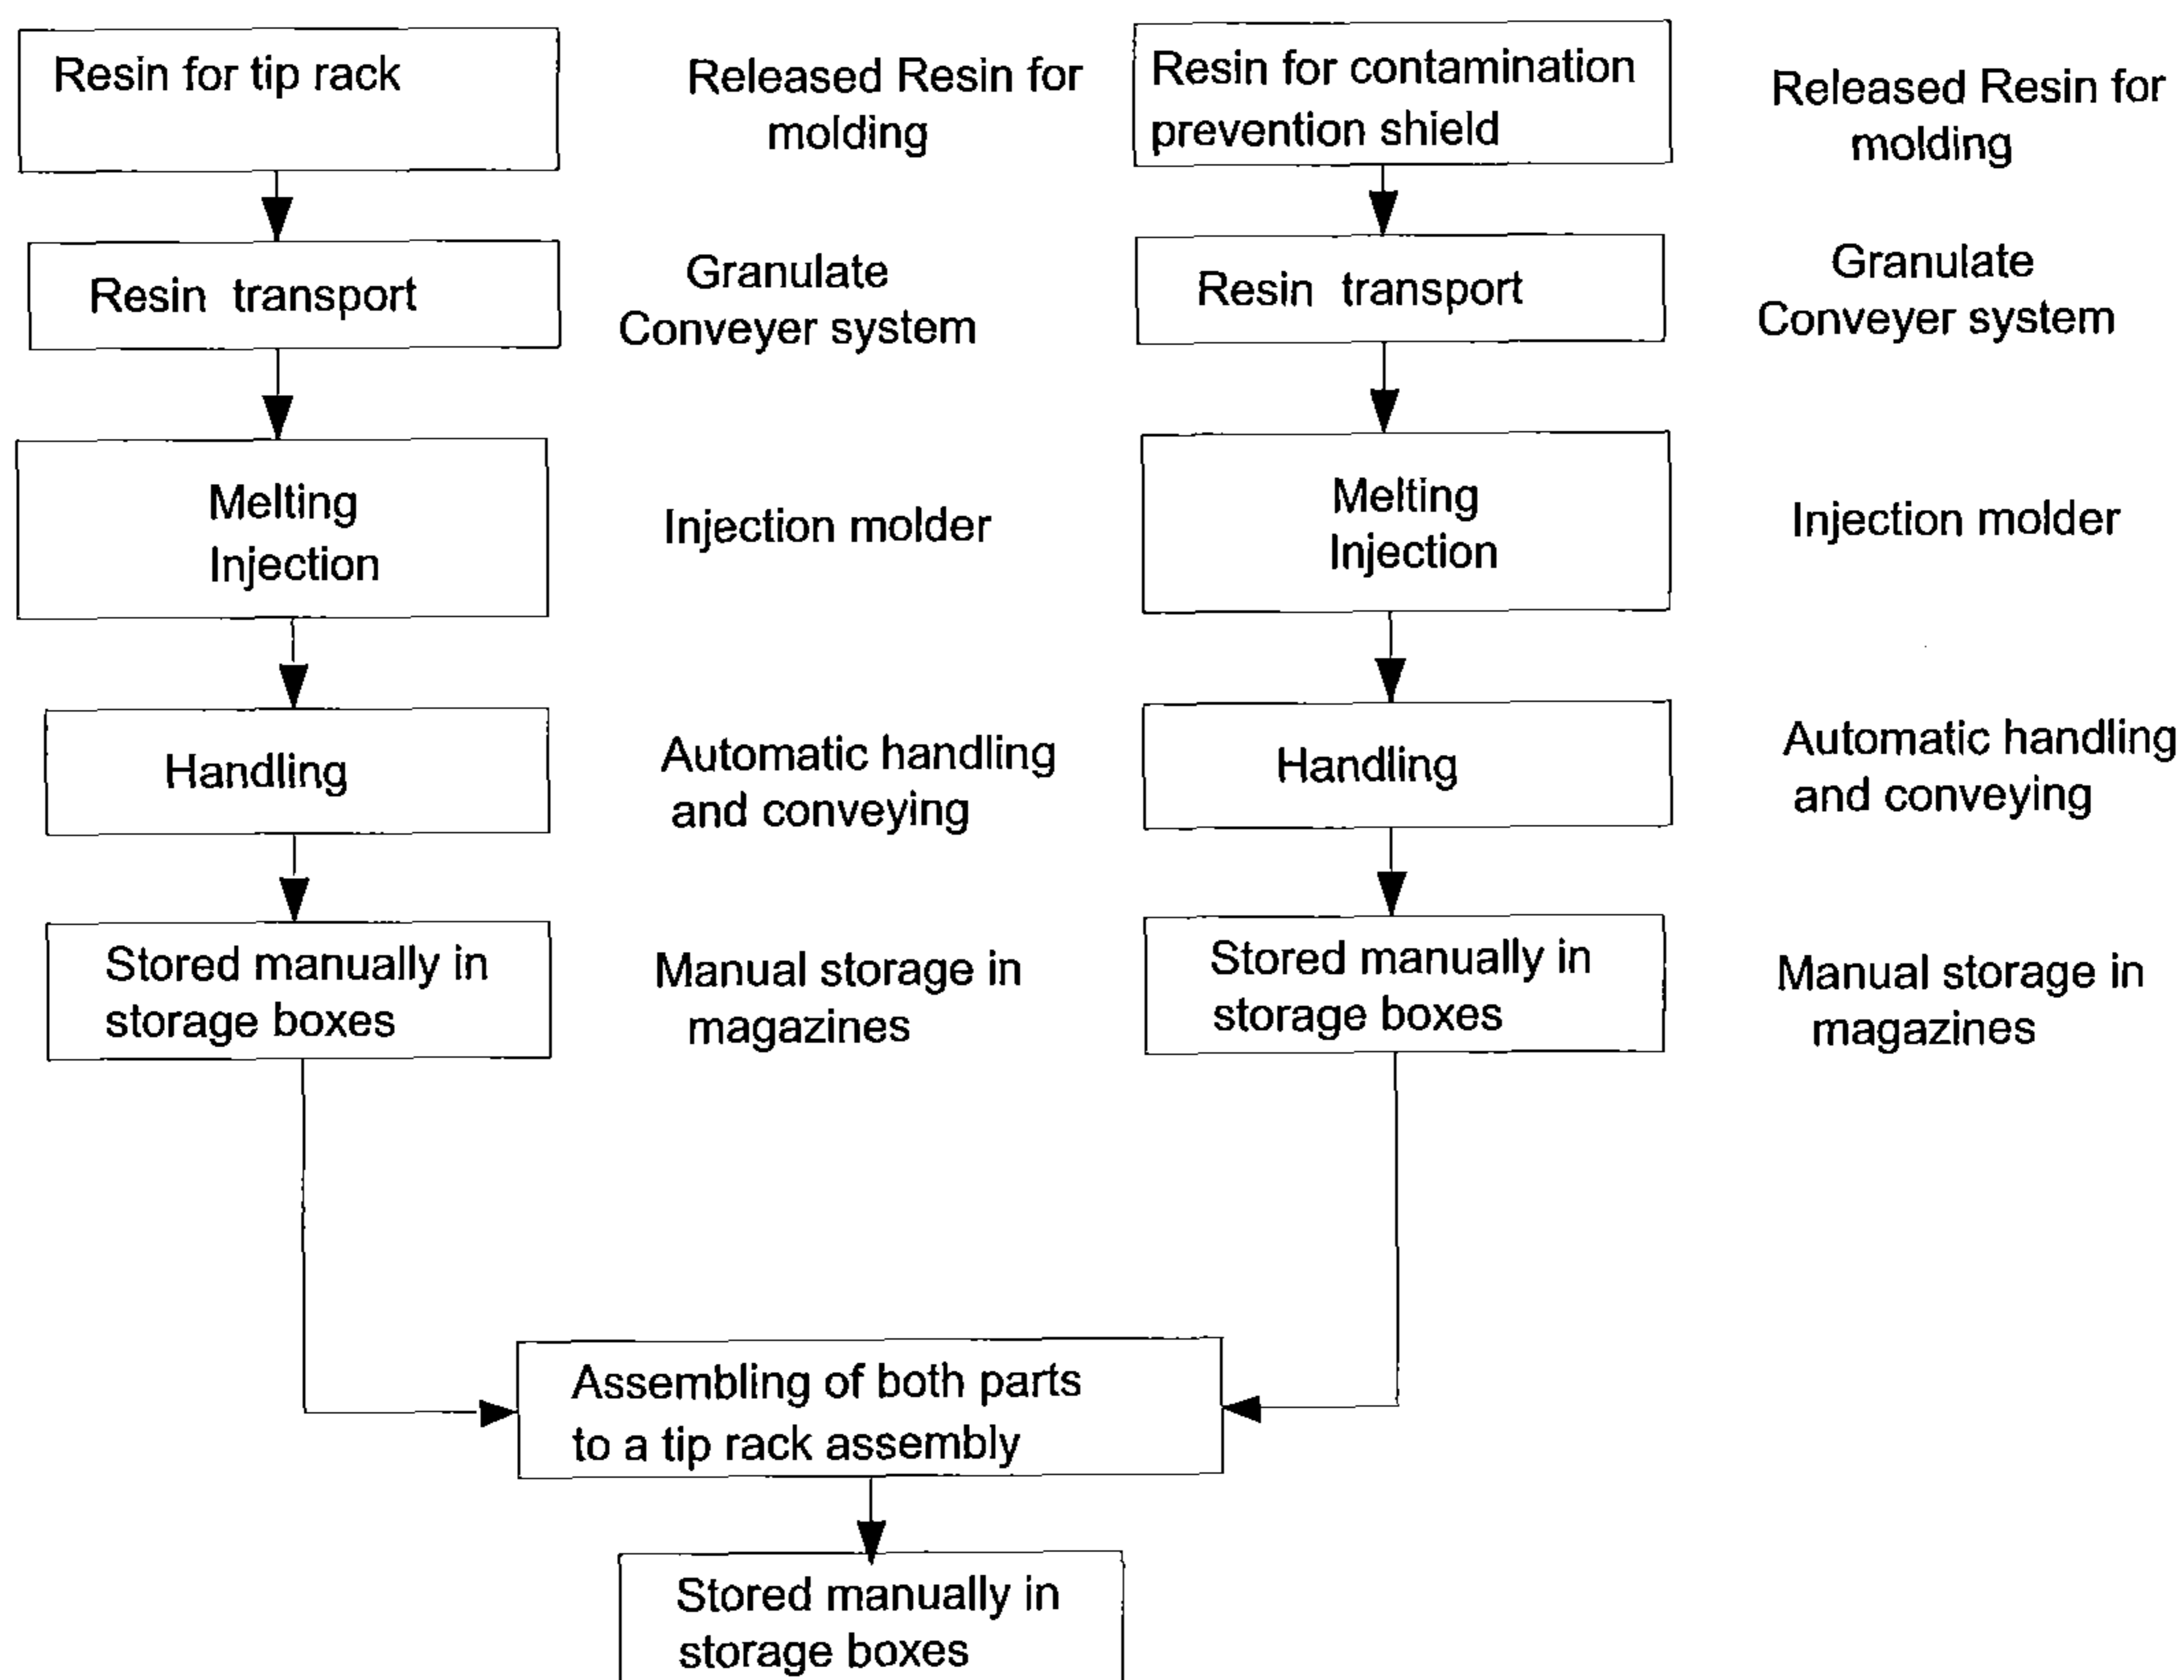 Resin for tip rack
Released Resin for
molding
Resin for contamination
prevention shield
Released Resin for
molding
Resin transport
Granulate
Conveyer system
Resin transport
Granulate
Conveyer system
Melting
Injection
Injection molder
Melting
Injection
Injection molder
Handling
Automatic handling
and conveying
Handling
Automatic handling
and conveying
Stored manually in
storage boxes
Manual storage in
magazines
Stored manually in
storage boxes
Manual storage in
magazines
Assembling of both parts
to a tip rack assembly
Stored manually in
storage boxes